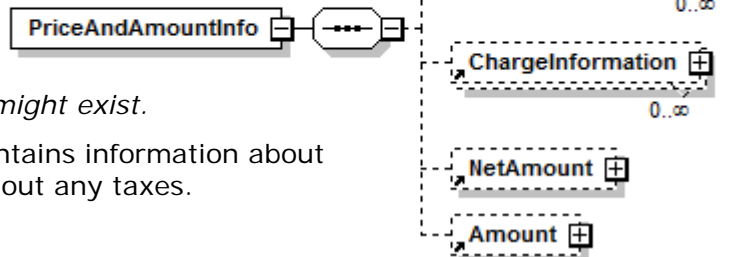 0..∞
PriceAndAmountInfo
ChargeInformation
might exist.
0..∞
ntains information about
out any taxes.
NetAmount
Amount